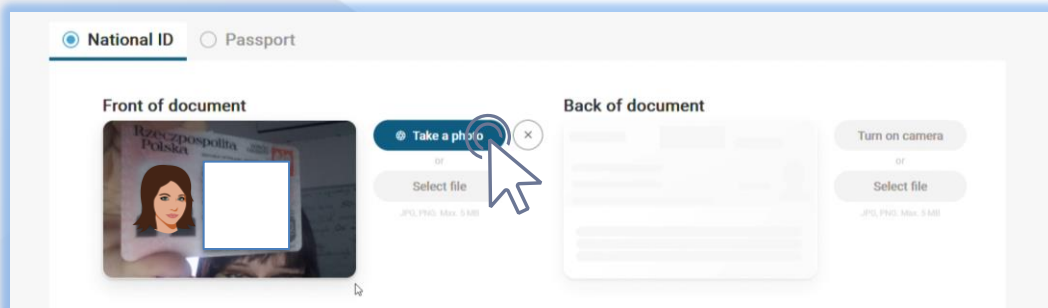 National ID
Passport
Front of document
Back of document
Rzeczpospolita
Polska
Take a photo
or
Select file
JPG, PNG. Max. 5 MB
Turn on camera
or
Select file
JPG, PNG. Max. 5 MB